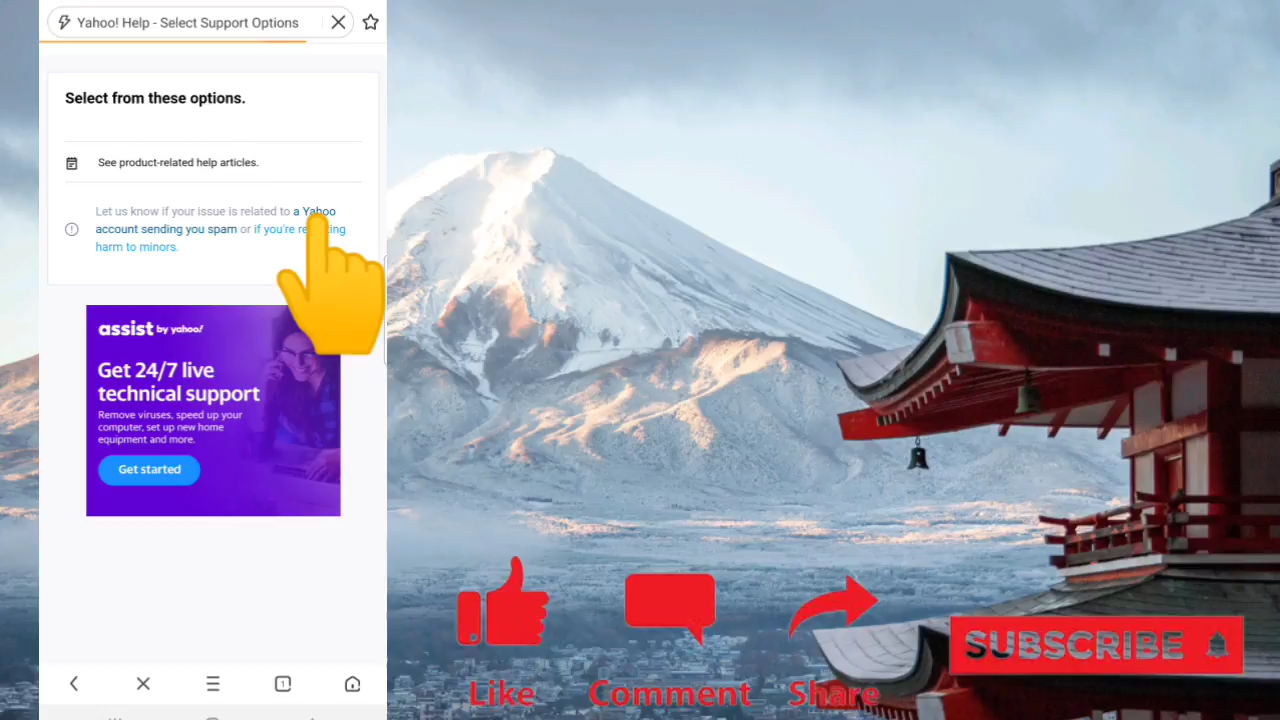 Yahoo! Help - Select Support Options
Select from these options.
See product-related help articles.
Let us know if your issue is related to a Yahoo
account sending you spam or if you're re ting
harm to minors.
assist by yahoo!
Get 24/7 live
technical support
Remove viruses, speed up your
computer, set up new home
equipment and more.
Get started
1
Like
Comment
Share
SUBSCRIBE